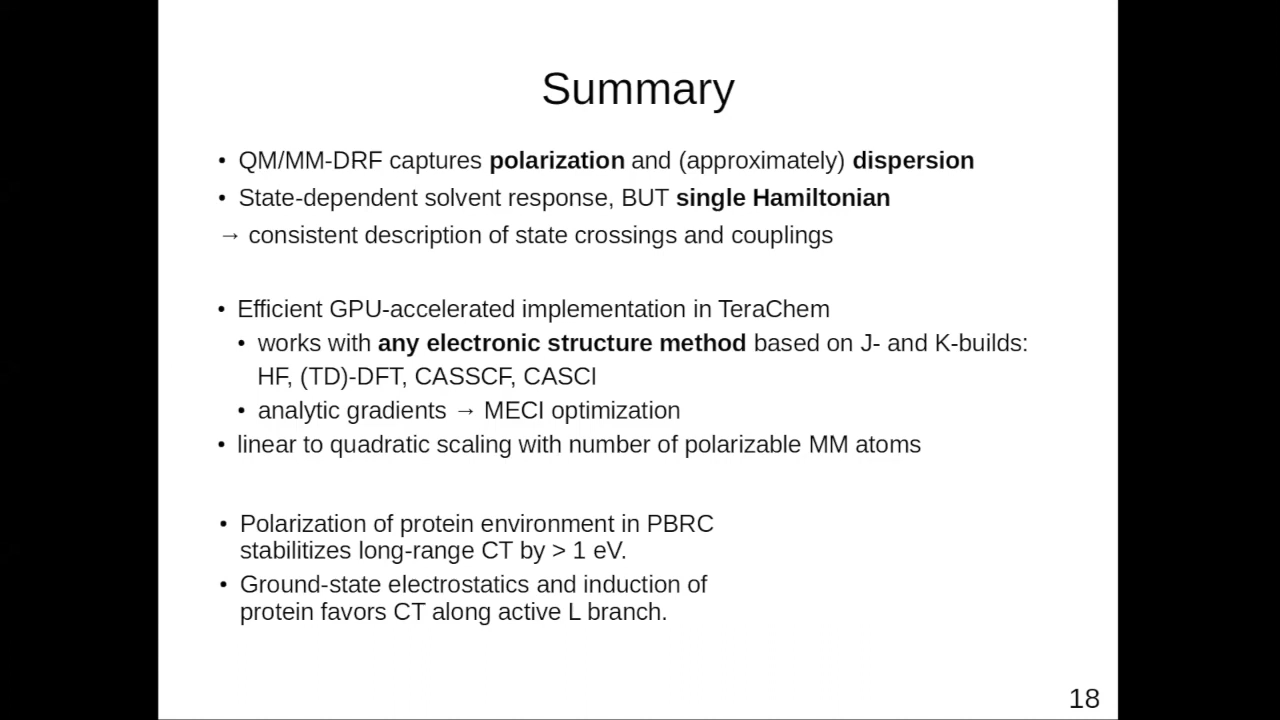 Summary
• QM/MM-DRF captures polarization and (approximately) dispersion
• State-dependent solvent response, BUT single Hamiltonian
→ consistent description of state crossings and couplings
• Efficient GPU-accelerated implementation in TeraChem
• works with any electronic structure method based on J- and K-builds:
HF, (TD)-DFT, CASSCF, CASCI
• analytic gradients → MECI optimization
• linear to quadratic scaling with number of polarizable MM atoms
• Polarization of protein environment in PBRC
stabilitizes long-range CT by > 1 eV.
• Ground-state electrostatics and induction of
protein favors CT along active L branch.
18